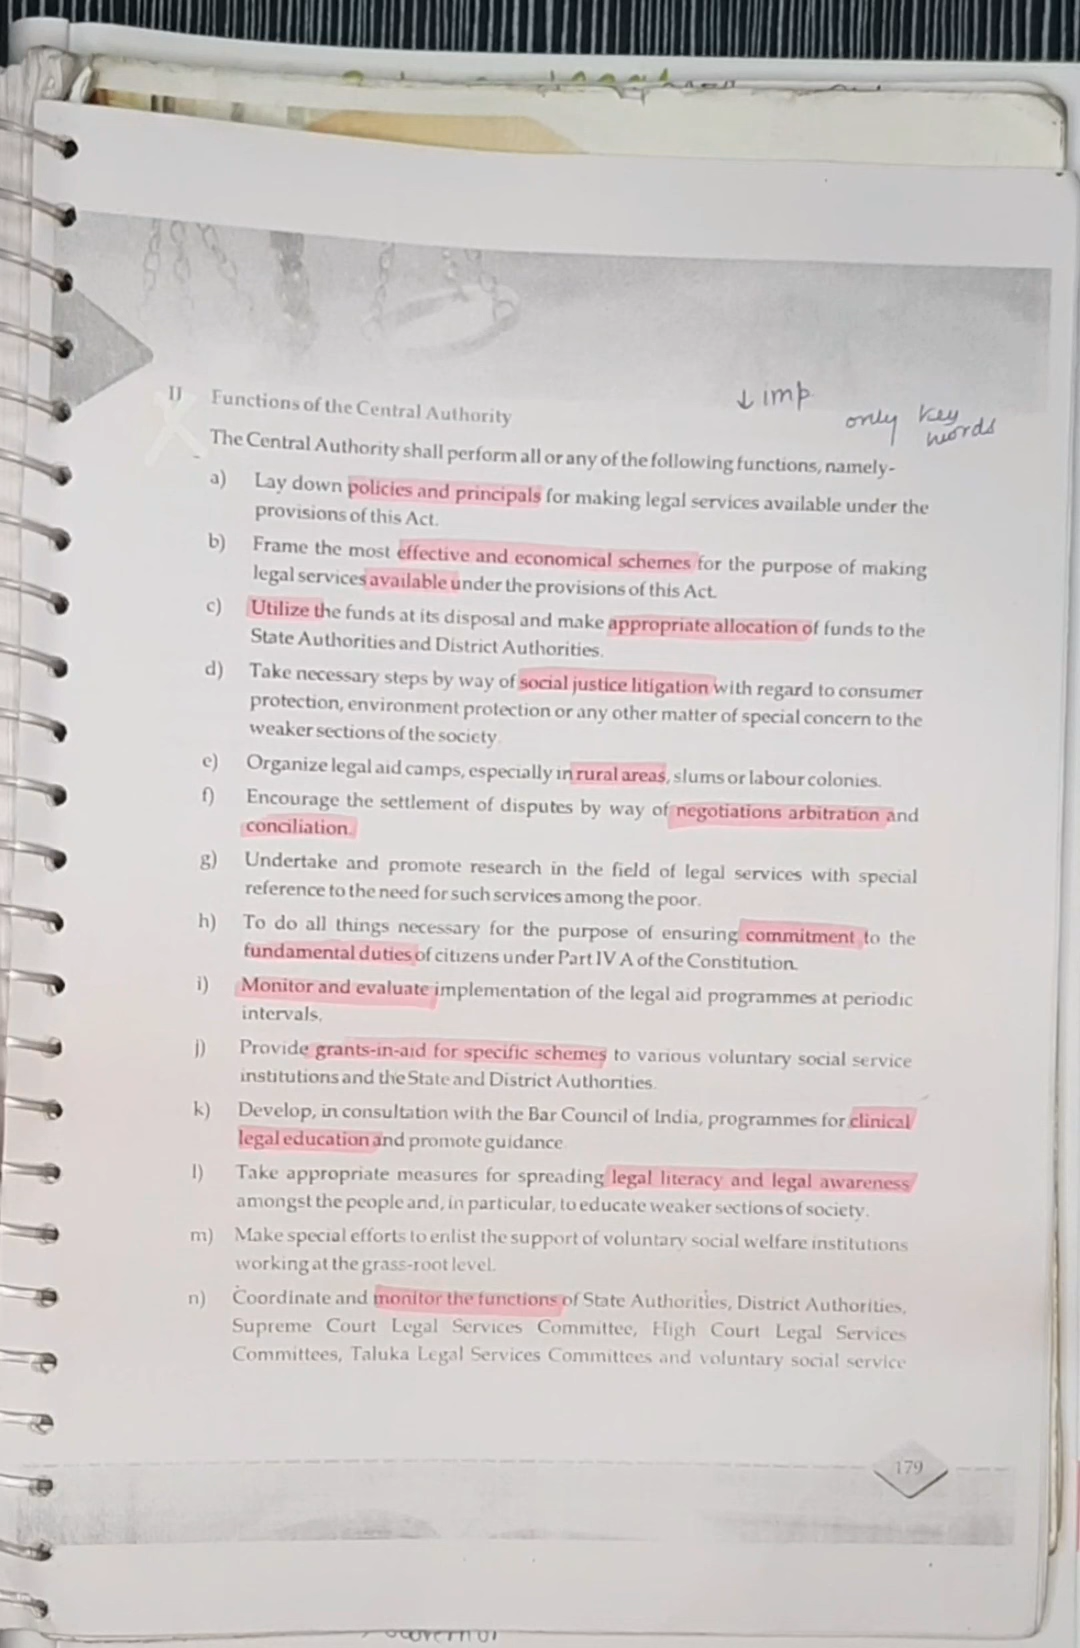 IJ Functions of the Central Authority
↓ imp
only key words
The Central Authority shall perform all or any of the following functions, namely-
a) Lay down policies and principals for making legal services available under the
provisions of this Act.
b) Frame the most effective and economical schemes for the purpose of making
legal services available under the provisions of this Act.
c) Utilize the funds at its disposal and make appropriate allocation of funds to the
State Authorities and District Authorities.
d) Take necessary steps by way of social justice litigation with regard to consumer
protection, environment protection or any other matter of special concern to the
weaker sections of the society.
e) Organize legal aid camps, especially in rural areas, slums or labour colonies.
f) Encourage the settlement of disputes by way of negotiations arbitration and
conciliation.
g) Undertake and promote research in the field of legal services with special
reference to the need for such services among the poor.
h) To do all things necessary for the purpose of ensuring commitment to the
fundamental duties of citizens under Part IV A of the Constitution.
i) Monitor and evaluate implementation of the legal aid programmes at periodic
intervals.
j) Provide grants-in-aid for specific schemes to various voluntary social service
institutions and the State and District Authorities.
k) Develop, in consultation with the Bar Council of India, programmes for clinical
legal education and promote guidance
l) Take appropriate measures for spreading legal literacy and legal awareness
amongst the people and, in particular, to educate weaker sections of society.
m) Make special efforts to enlist the support of voluntary social welfare institutions
working at the grass-root level.
n) Coordinate and monitor the functions of State Authorities, District Authorities,
Supreme Court Legal Services Committee, High Court Legal Services
Committees, Taluka Legal Services Committees and voluntary social service
179